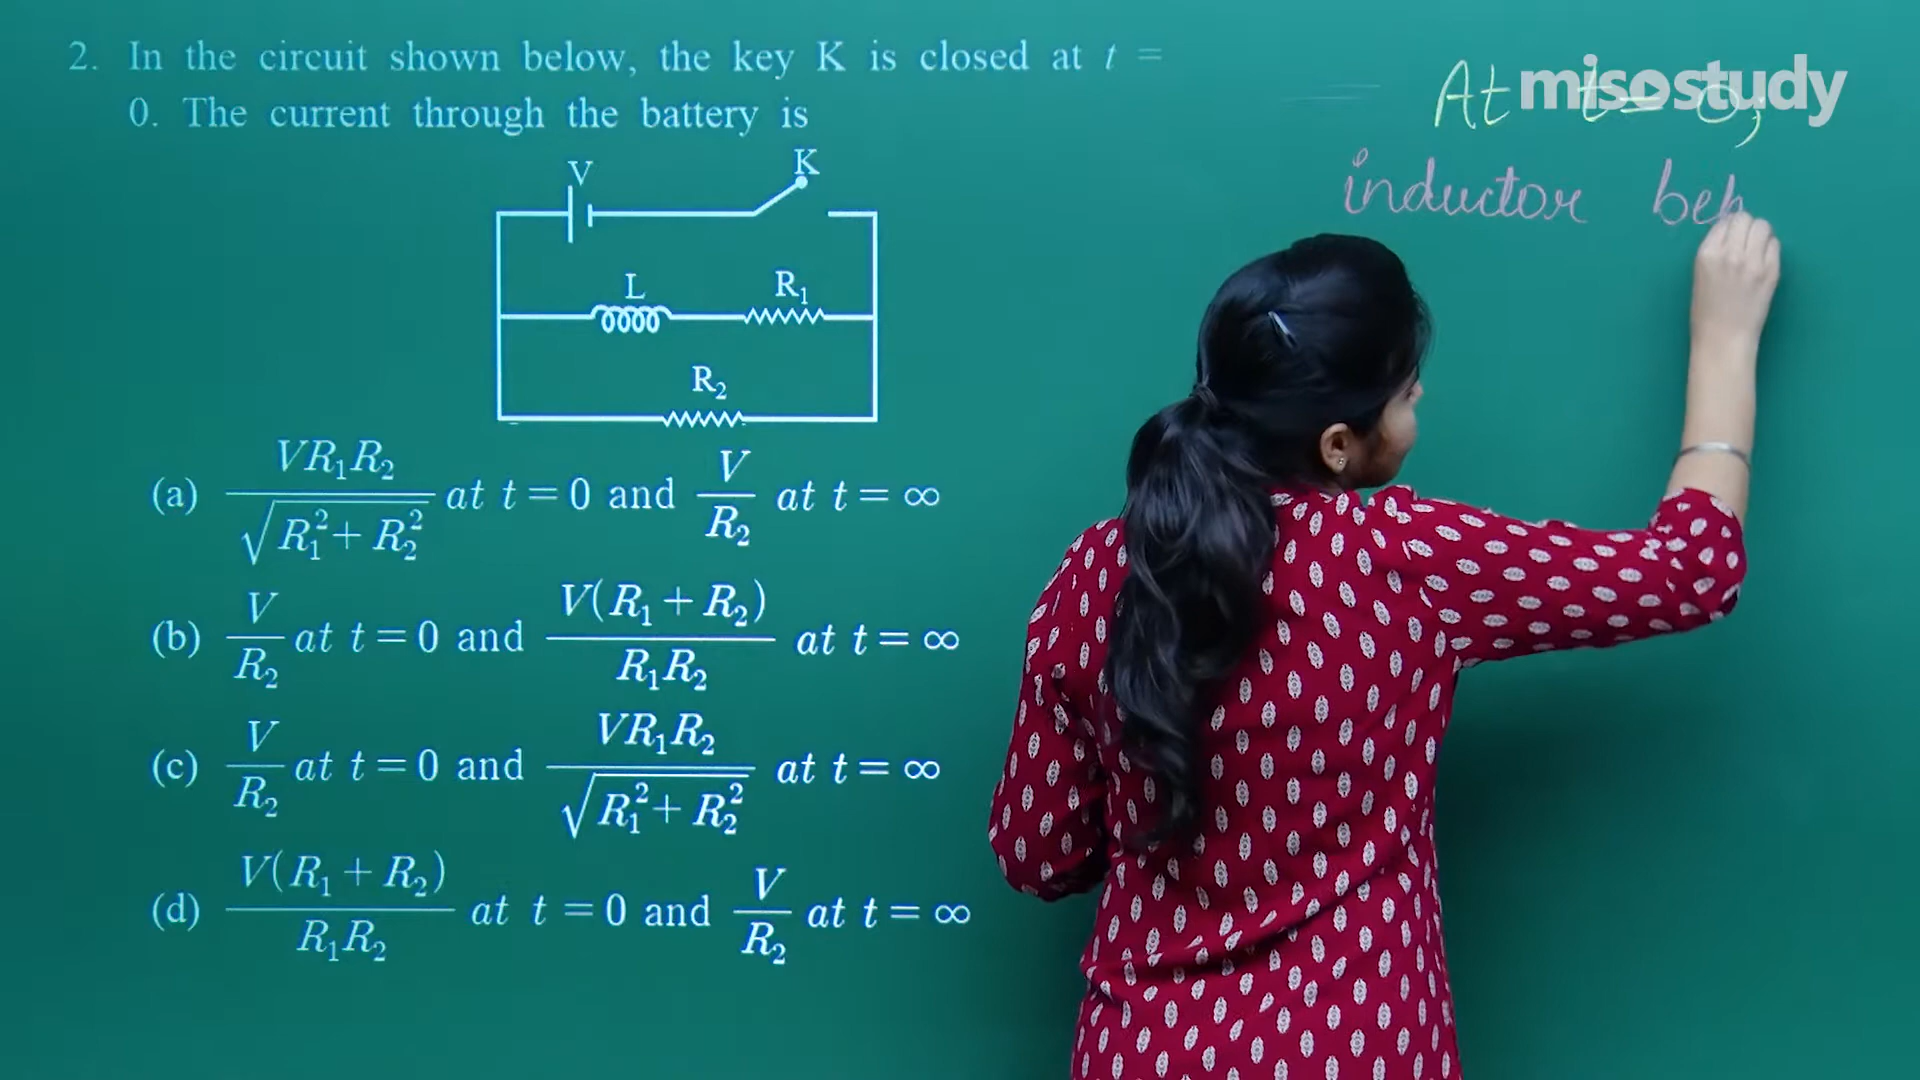 2. In the circuit shown below, the key K is closed at t =
0. The current through the battery is
V
K
L
R₁
R₂
(a) VR₁R₂ / √(R₁² + R₂²) at t = 0 and V/R₂ at t = ∞
(b) V/R₂ at t = 0 and V(R₁ + R₂) / R₁R₂ at t = ∞
(c) V/R₂ at t = 0 and VR₁R₂ / √(R₁² + R₂²) at t = ∞
(d) V(R₁ + R₂) / R₁R₂ at t = 0 and V/R₂ at t = ∞
misostudy
At t = 0,
inductor beh